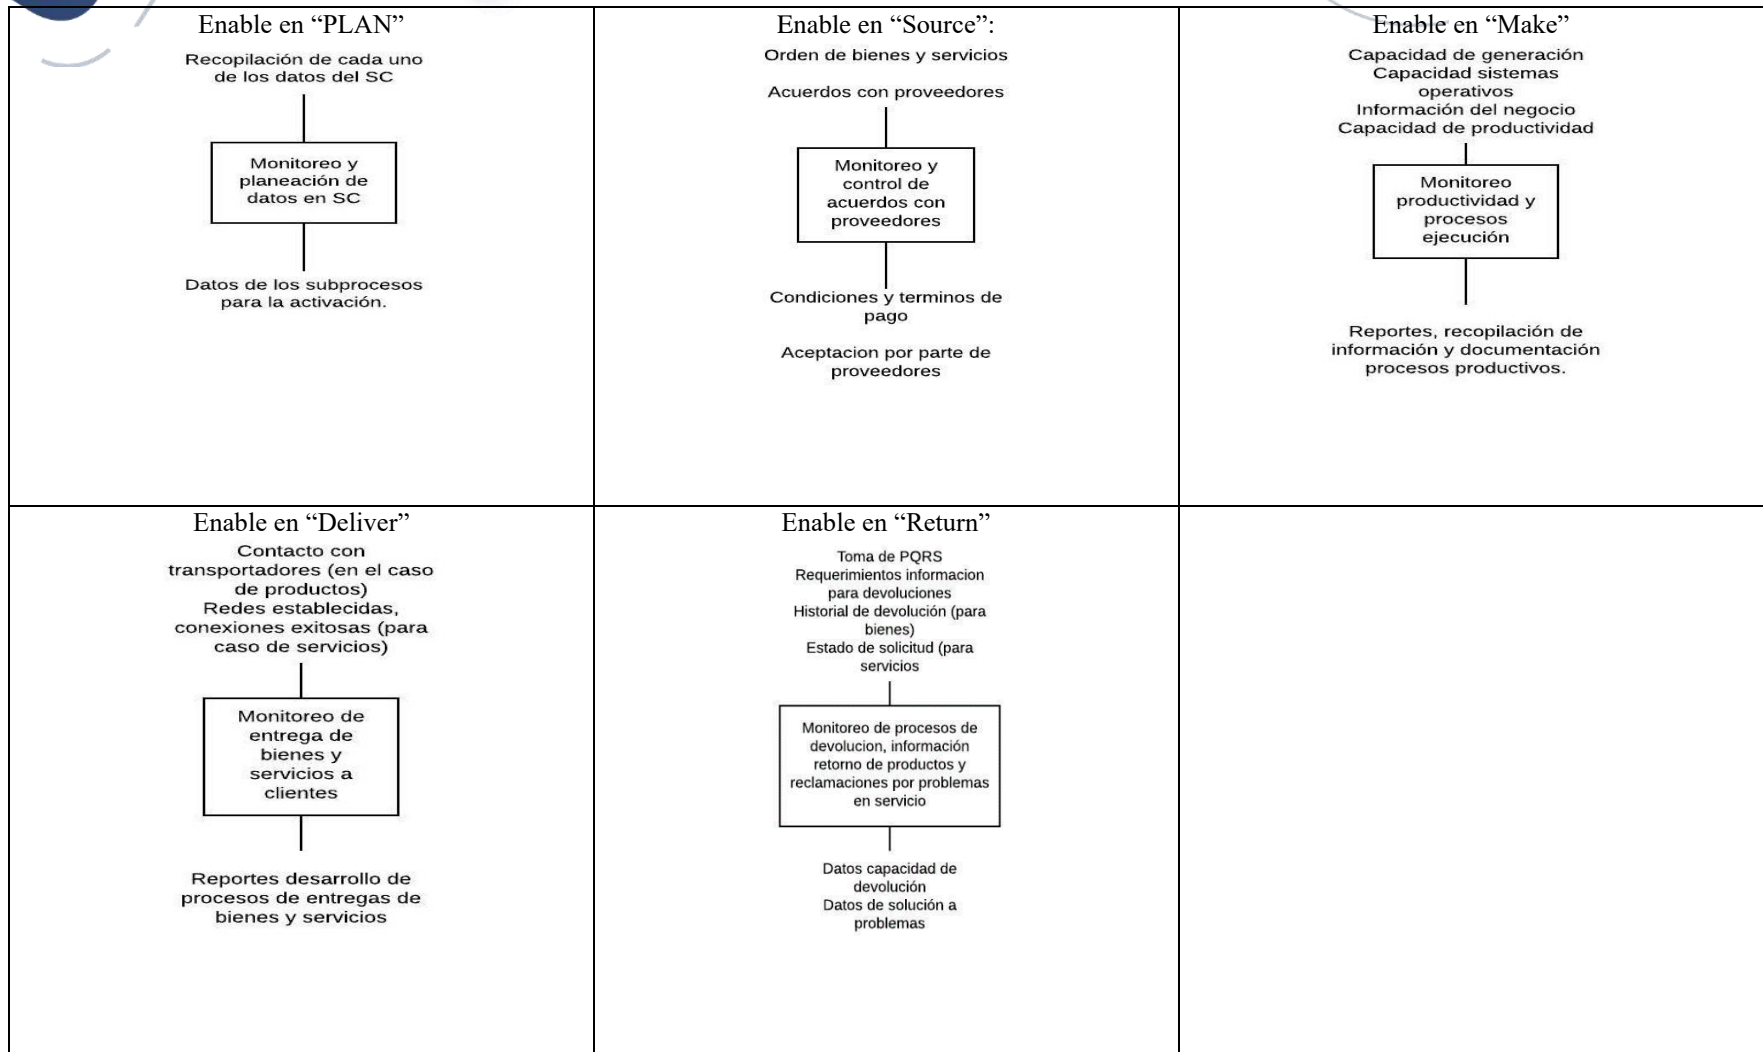 Enable en “PLAN”
Recopilación de cada uno
de los datos del SC
Monitoreo y
planeación de
datos en SC
Datos de los subprocesos
para la activación.
Enable en “Source”:
Orden de bienes y servicios
Acuerdos con proveedores
Monitoreo y
control de
acuerdos con
proveedores
Condiciones y terminos de
pago
Aceptacion por parte de
proveedores
Enable en “Make”
Capacidad de generación
Capacidad sistemas
operativos
Información del negocio
Capacidad de productividad
Monitoreo
productividad y
procesos
ejecución
Reportes, recopilación de
información y documentación
procesos productivos.
Enable en “Deliver”
Contacto con
transportadores (en el caso
de productos)
Redes establecidas,
conexiones exitosas (para
caso de servicios)
Monitoreo de
entrega de
bienes y
servicios a
clientes
Reportes desarrollo de
procesos de entregas de
bienes y servicios
Enable en “Return”
Toma de PQRS
Requerimientos informacion
para devoluciones
Historial de devolución (para
bienes)
Estado de solicitud (para
servicios
Monitoreo de procesos de
devolucion, información
retorno de productos y
reclamaciones por problemas
en servicio
Datos capacidad de
devolución
Datos de solución a
problemas